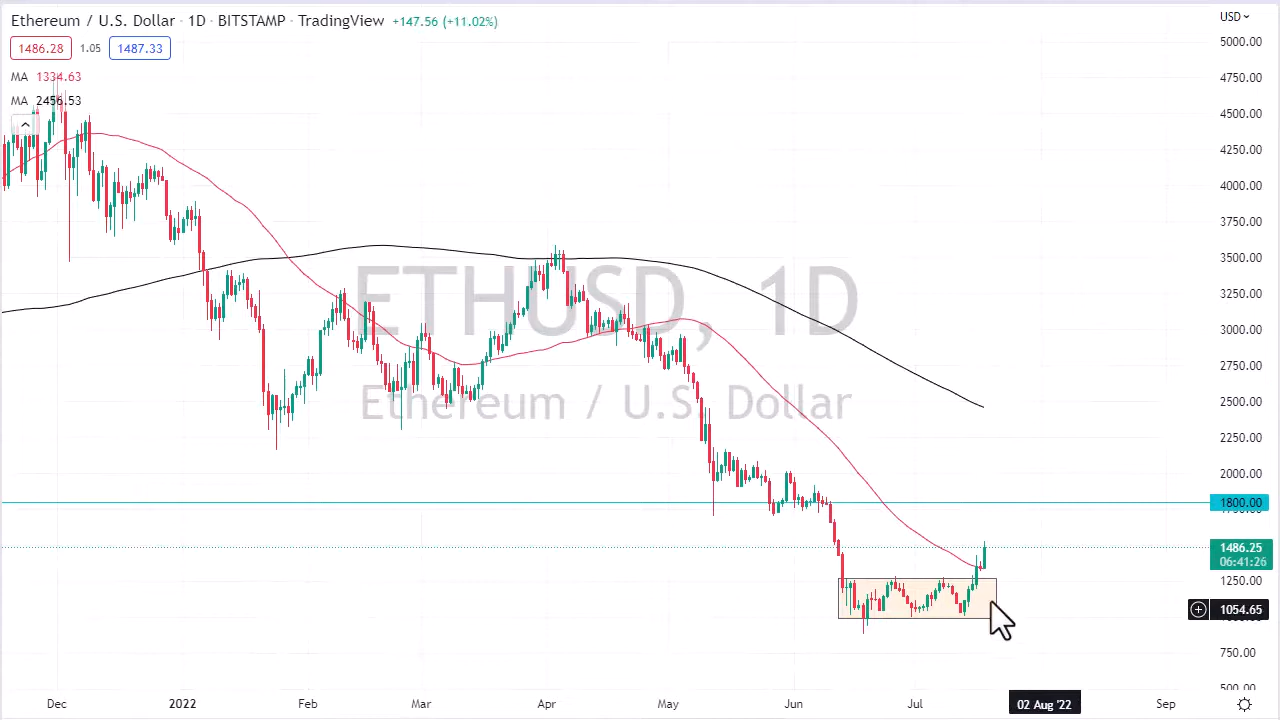 Ethereum / U.S. Dollar · 1D · BITSTAMP · TradingView +147.56 (+11.02%)
USD
1486.28 1.05 1487.33
MA 1334.63
MA 2456.53
5000.00
4750.00
4500.00
4250.00
4000.00
3750.00
3500.00
3250.00
3000.00
2750.00
2500.00
2250.00
2000.00
1800.00
1486.25
06:41:26
1250.00
1054.65
750.00
500.00
ETHUSD, 1D
Ethereum / U.S. Dollar
Dec 2022 Feb Mar Apr May Jun Jul 02 Aug '22 Sep